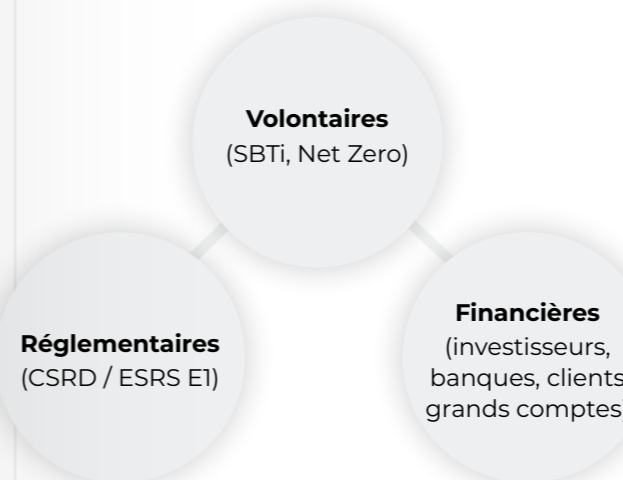 Volontaires
(SBTi, Net Zero)
Réglementaires
(CSRD / ESRS E1)
Financières
(investisseurs,
banques, clients
grands comptes)